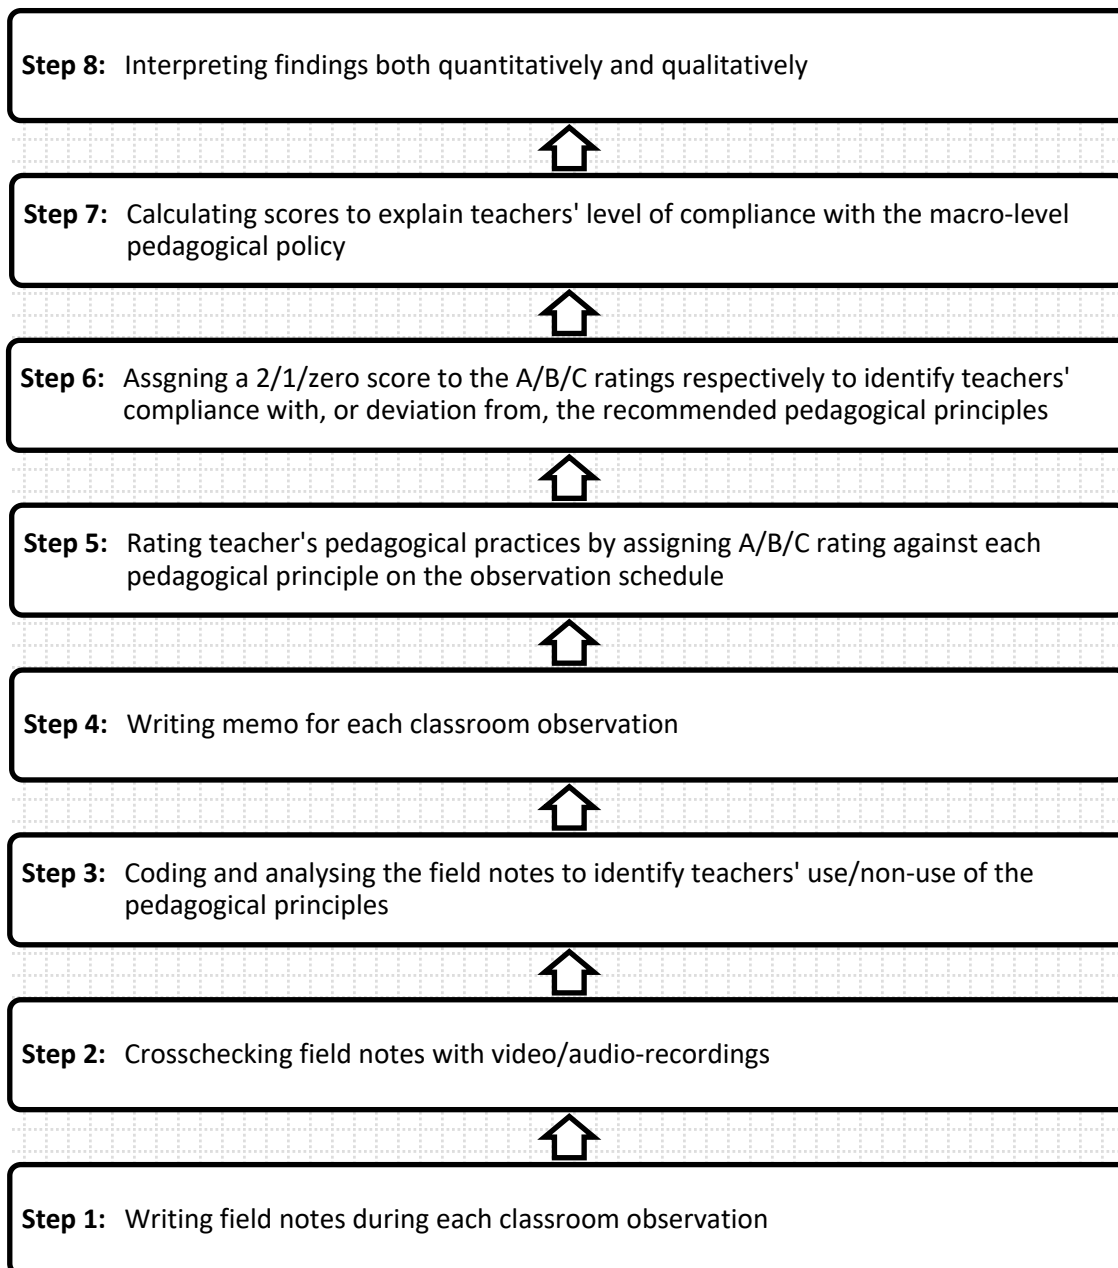 Step 8: Interpreting findings both quantitatively and qualitatively
Step 7: Calculating scores to explain teachers' level of compliance with the macro-level
pedagogical policy
Step 6: Assgning a 2/1/zero score to the A/B/C ratings respectively to identify teachers'
compliance with, or deviation from, the recommended pedagogical principles
Step 5: Rating teacher's pedagogical practices by assigning A/B/C rating against each
pedagogical principle on the observation schedule
Step 4: Writing memo for each classroom observation
Step 3: Coding and analysing the field notes to identify teachers' use/non-use of the
pedagogical principles
Step 2: Crosschecking field notes with video/audio-recordings
Step 1: Writing field notes during each classroom observation